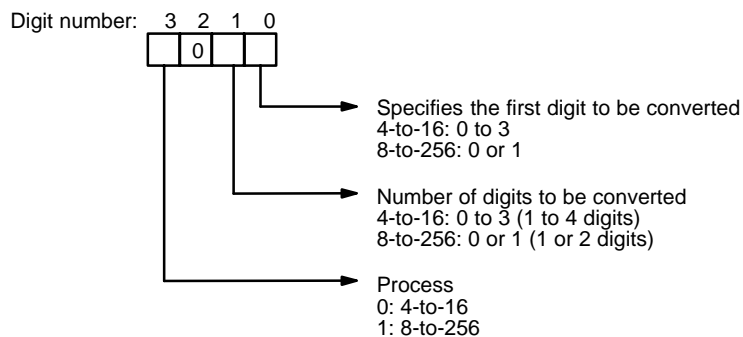 Digit number: 3 2 1 0
0
Specifies the first digit to be converted
4-to-16: 0 to 3
8-to-256: 0 or 1
Number of digits to be converted
4-to-16: 0 to 3 (1 to 4 digits)
8-to-256: 0 or 1 (1 or 2 digits)
Process
0: 4-to-16
1: 8-to-256